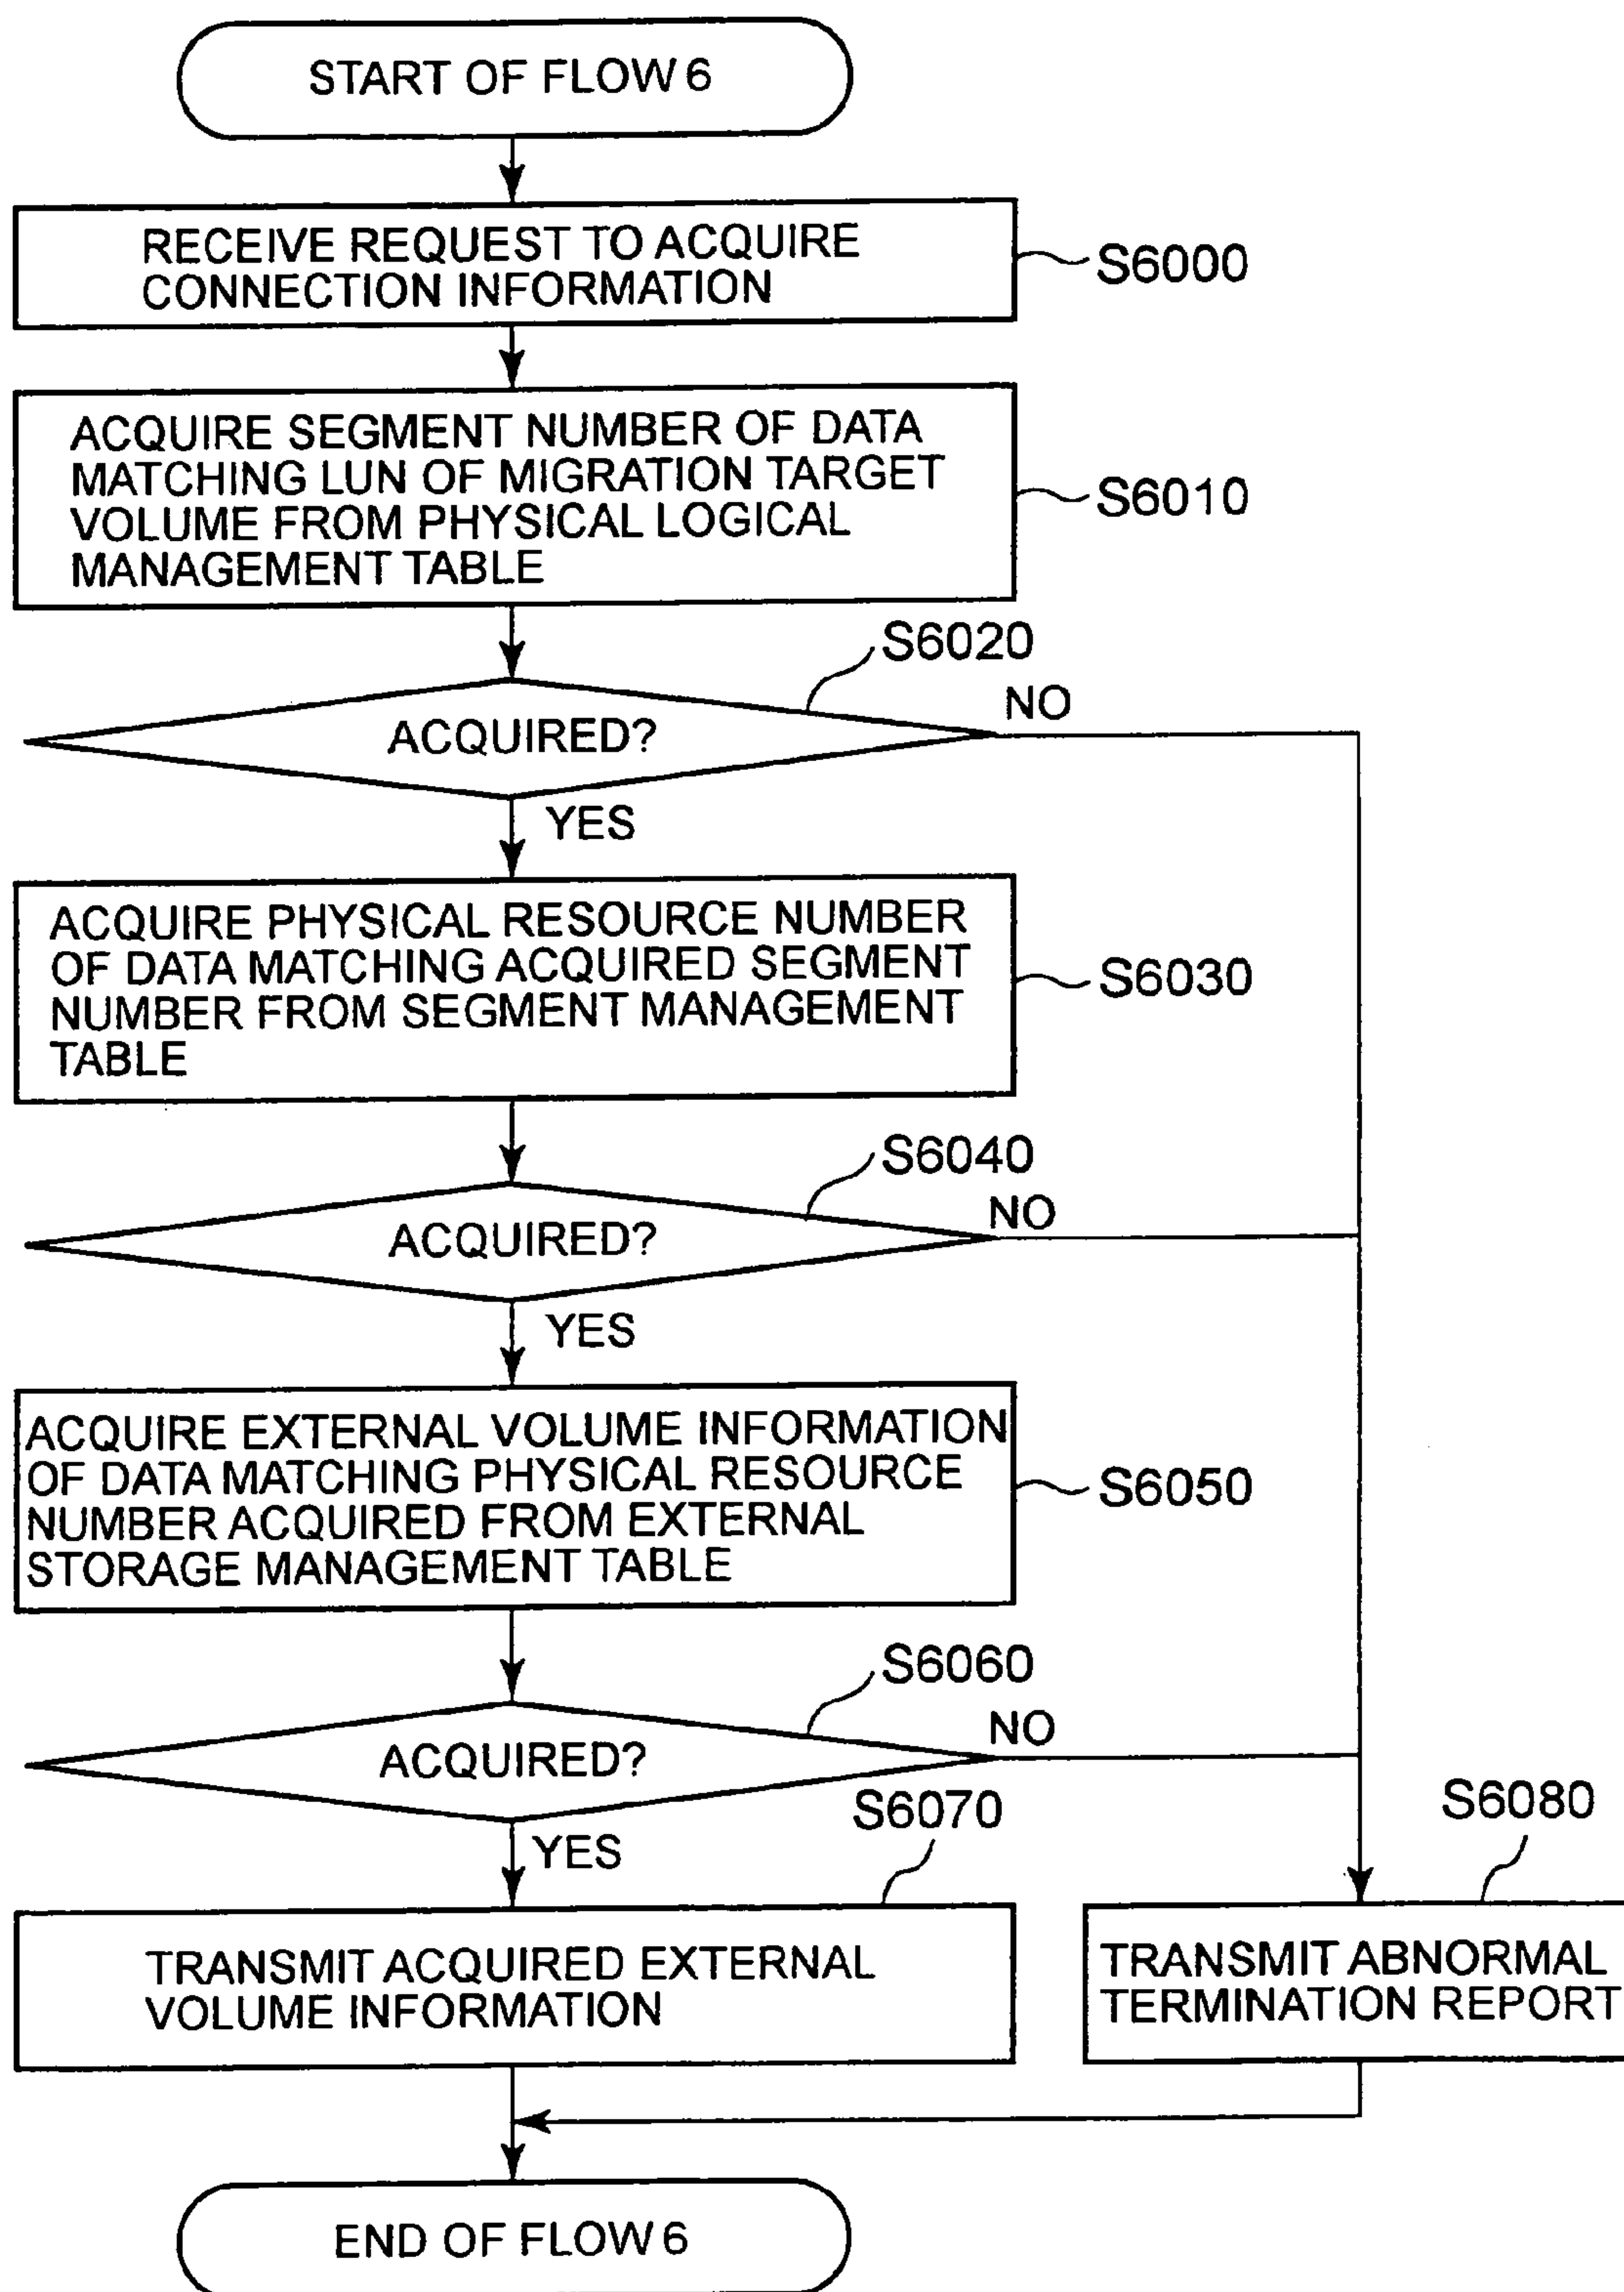 START OF FLOW 6
RECEIVE REQUEST TO ACQUIRE
CONNECTION INFORMATION
S6000
ACQUIRE SEGMENT NUMBER OF DATA
MATCHING LUN OF MIGRATION TARGET
VOLUME FROM PHYSICAL LOGICAL
MANAGEMENT TABLE
S6010
S6020
ACQUIRED?
NO
YES
ACQUIRE PHYSICAL RESOURCE NUMBER
OF DATA MATCHING ACQUIRED SEGMENT
NUMBER FROM SEGMENT MANAGEMENT
TABLE
S6030
S6040
ACQUIRED?
NO
YES
ACQUIRE EXTERNAL VOLUME INFORMATION
OF DATA MATCHING PHYSICAL RESOURCE
NUMBER ACQUIRED FROM EXTERNAL
STORAGE MANAGEMENT TABLE
S6050
S6060
ACQUIRED?
NO
YES
S6070
TRANSMIT ACQUIRED EXTERNAL
VOLUME INFORMATION
S6080
TRANSMIT ABNORMAL
TERMINATION REPORT
END OF FLOW 6